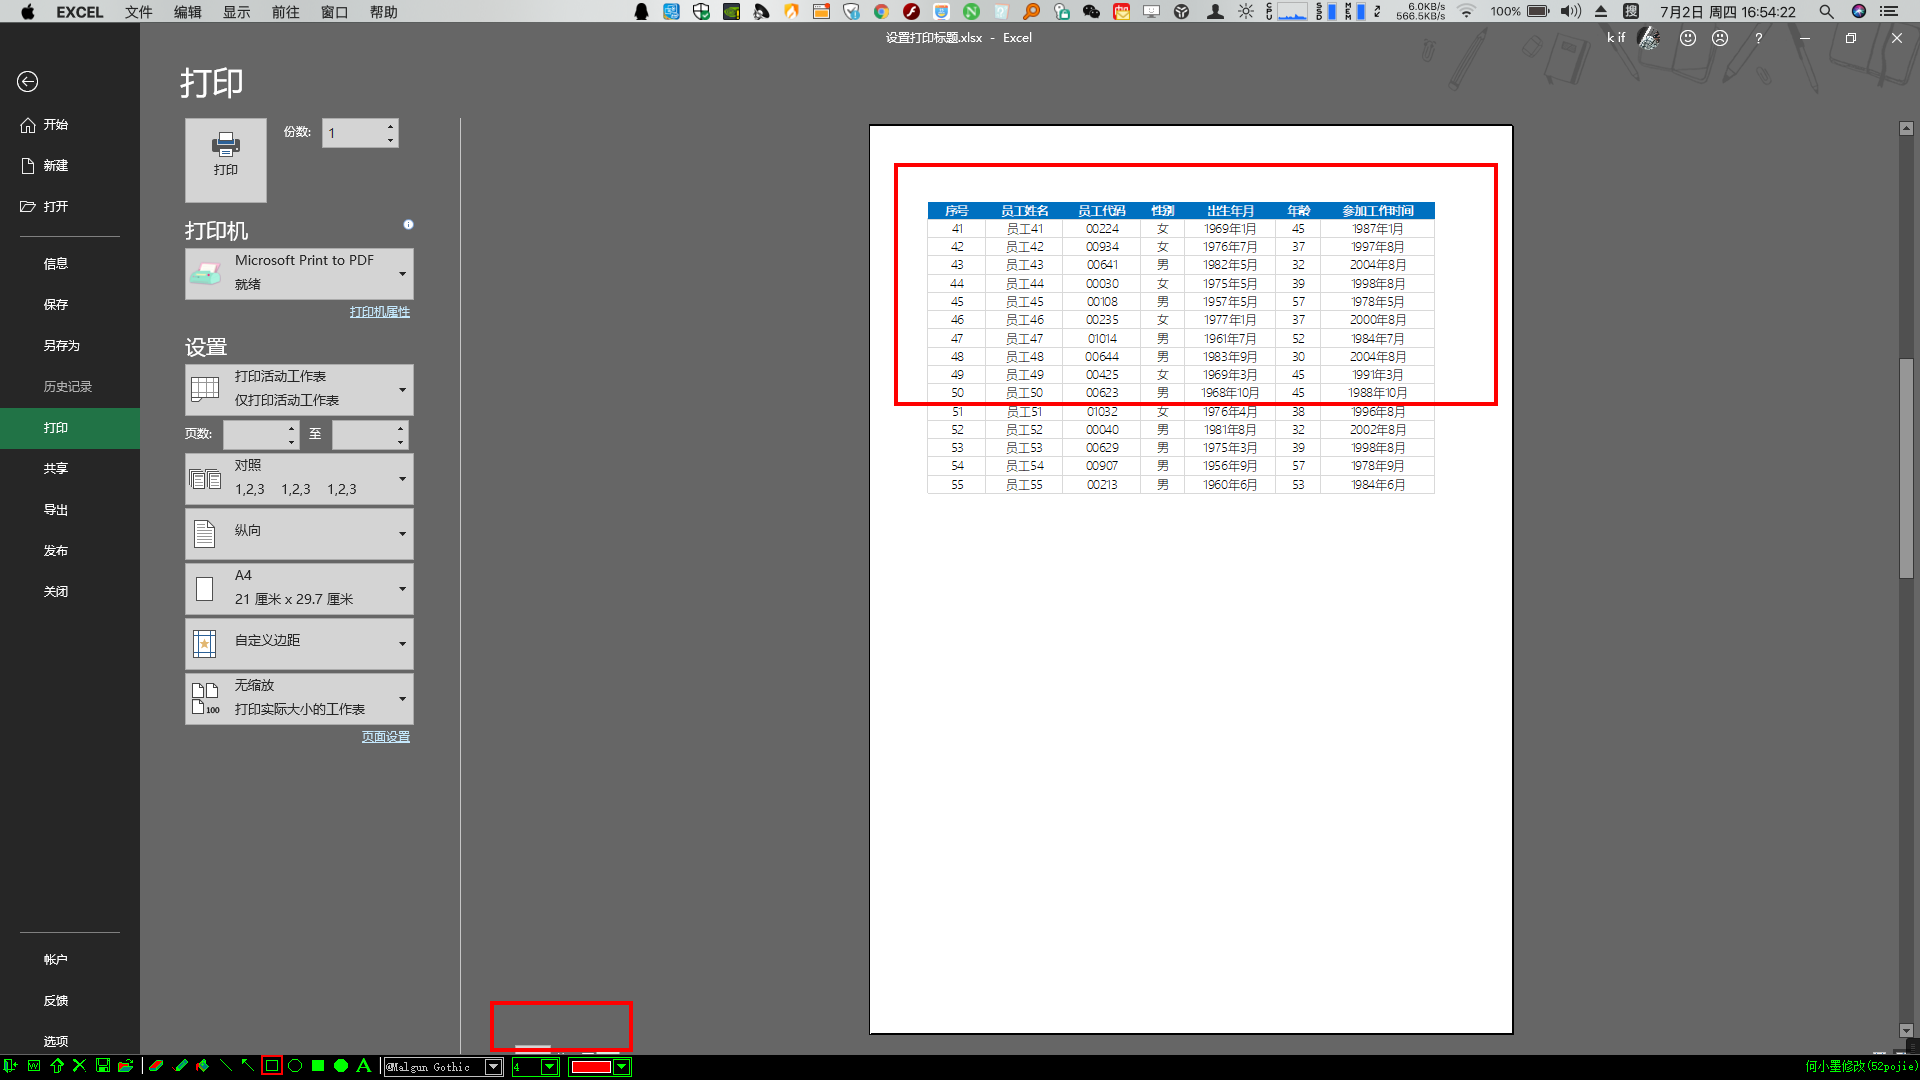 EXCEL 文件 编辑 显示 前往 窗口 帮助
6.0KB/s
566.5KB/s
100%
搜
7月2日 周四 16:54:22
设置打印标题.xlsx - Excel
k if
?
打印
开始
新建
打开
信息
保存
另存为
历史记录
打印
共享
导出
发布
关闭
帐户
反馈
选项
打印
份数: 1
打印机
Microsoft Print to PDF
就绪
打印机属性
设置
打印活动工作表
仅打印活动工作表
页数: 至
对照
1,2,3 1,2,3 1,2,3
纵向
A4
21 厘米 x 29.7 厘米
自定义边距
无缩放
100 打印实际大小的工作表
页面设置
序号 员工姓名 员工代码 性别 出生年月 年龄 参加工作时间
41 员工41 00224 女 1969年1月 45 1987年1月
42 员工42 00934 女 1976年7月 37 1997年8月
43 员工43 00641 男 1982年5月 32 2004年8月
44 员工44 00030 女 1975年5月 39 1998年8月
45 员工45 00108 男 1957年5月 57 1978年5月
46 员工46 00235 女 1977年1月 37 2000年8月
47 员工47 01014 男 1961年7月 52 1984年7月
48 员工48 00644 男 1983年9月 30 2004年8月
49 员工49 00425 女 1969年3月 45 1991年3月
50 员工50 00623 男 1968年10月 45 1988年10月
51 员工51 01032 女 1976年4月 38 1996年8月
52 员工52 00040 男 1981年8月 32 2002年8月
53 员工53 00629 男 1975年3月 39 1998年8月
54 员工54 00907 男 1956年9月 57 1978年9月
55 员工55 00213 男 1960年6月 53 1984年6月
A @Malgun Gothic 4
何小墨修改(52pojie)